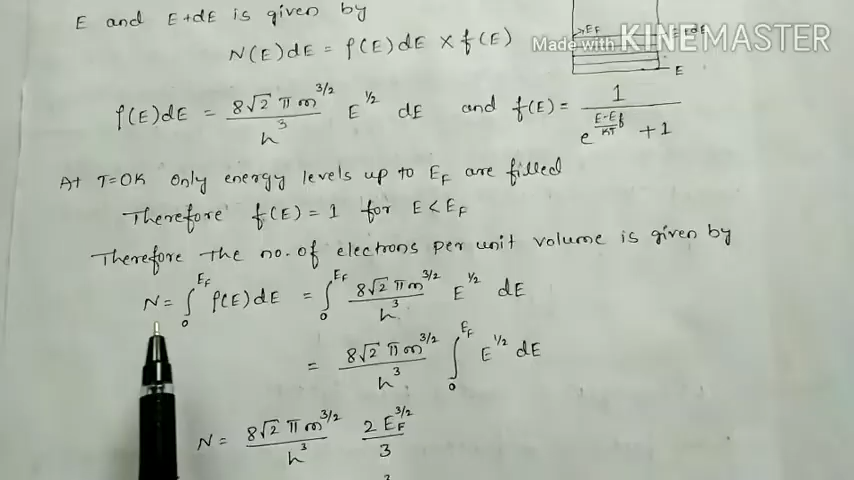 E and E+dE is given by
N(E)dE = ρ(E)dE × f(E)
EF
E+dE
E
Made with KINEMASTER
ρ(E)dE = 8√2 π m^3/2 / h^3 E^1/2 dE and f(E) = 1 / e^(E-Ef/KT) + 1
At T=0K Only energy levels up to EF are filled
Therefore f(E) = 1 for E < EF
Therefore the no. of electrons per unit volume is given by
N = ∫0^EF ρ(E)dE = ∫0^EF 8√2 π m^3/2 / h^3 E^1/2 dE
= 8√2 π m^3/2 / h^3 ∫0^EF E^1/2 dE
N = 8√2 π m^3/2 / h^3 2 EF^3/2 / 3